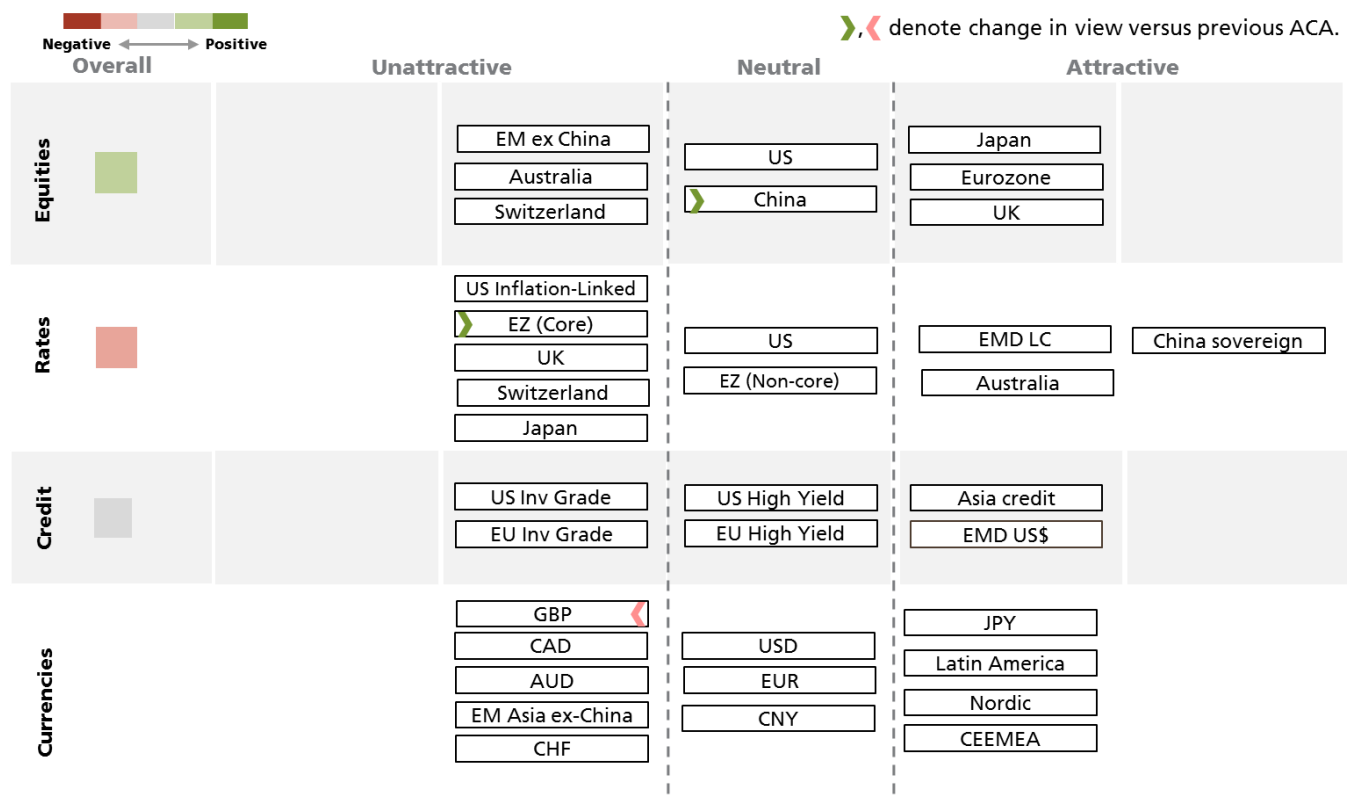 Negative
Positive
, denote change in view versus previous ACA.
Overall
Unattractive
Neutral
Attractive
Equities
EM ex China
Australia
Switzerland
US
China
Japan
Eurozone
UK
Rates
US Inflation-Linked
EZ (Core)
UK
Switzerland
Japan
US
EZ (Non-core)
EMD LC
Australia
China sovereign
Credit
US Inv Grade
EU Inv Grade
US High Yield
EU High Yield
Asia credit
EMD US$
Currencies
GBP
CAD
AUD
EM Asia ex-China
CHF
USD
EUR
CNY
JPY
Latin America
Nordic
CEEMEA